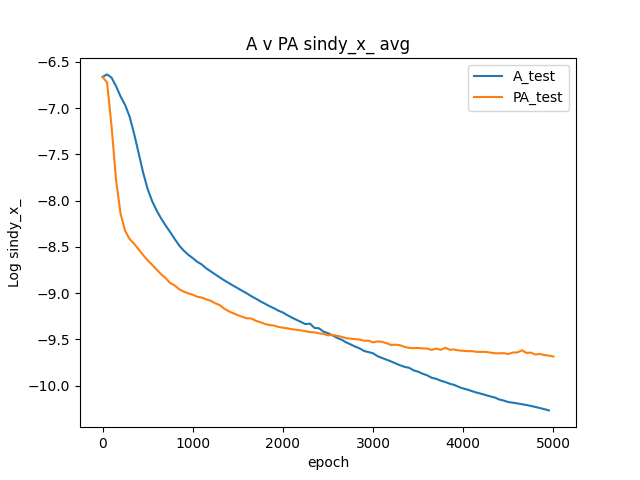 A v PA sindy_x_ avg
A_test
PA_test
Log sindy_x_
−6.5
−7.0
−7.5
−8.0
−8.5
−9.0
−9.5
−10.0
0 1000 2000 3000 4000 5000
epoch